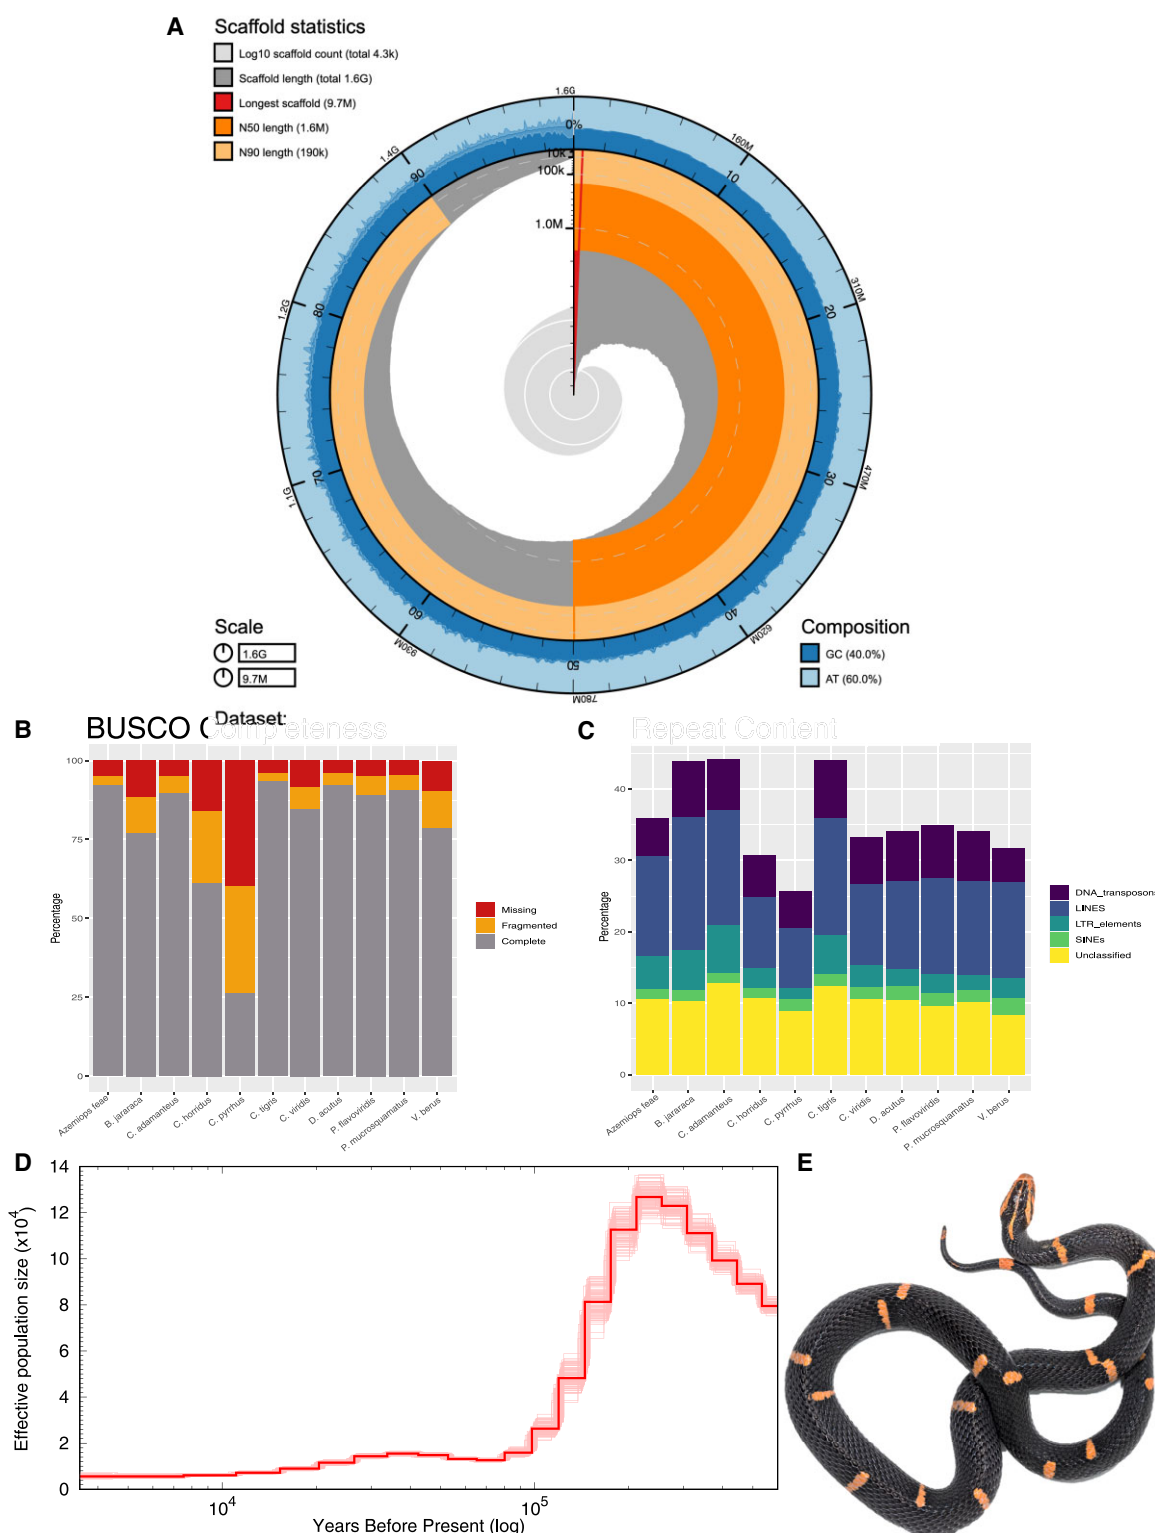 A
Scaffold statistics
Log10 scaffold count (total 4.3k)
Scaffold length (total 1.6G)
Longest scaffold (9.7M)
N50 length (1.6M)
N90 length (190k)
1.6G
160M
310M
470M
620M
780M
930M
1.1G
1.2G
1.4G
0%
10
20
30
40
50
60
70
80
90
10k
100k
1.0M
Scale
1.6G
9.7M
Composition
GC (40.0%)
AT (60.0%)
Dataset:
B
BUSCO Completeness
100
75
50
25
0
Percentage
Missing
Fragmented
Complete
Azemiops feae
B. jararaca
C. adamanteus
C. horridus
C. pyrrhus
C. tigris
C. viridis
D. acutus
P. flavoviridis
P. mucrosquamatus
V. berus
C
Repeat Content
40
30
20
10
0
Percentage
DNA_transposons
LINES
LTR_elements
SINEs
Unclassified
Azemiops feae
B. jararaca
C. adamanteus
C. horridus
C. pyrrhus
C. tigris
C. viridis
D. acutus
P. flavoviridis
P. mucrosquamatus
V. berus
D
14
12
10
8
6
4
2
0
Effective population size (x10⁴)
10⁴
10⁵
Years Before Present (log)
E